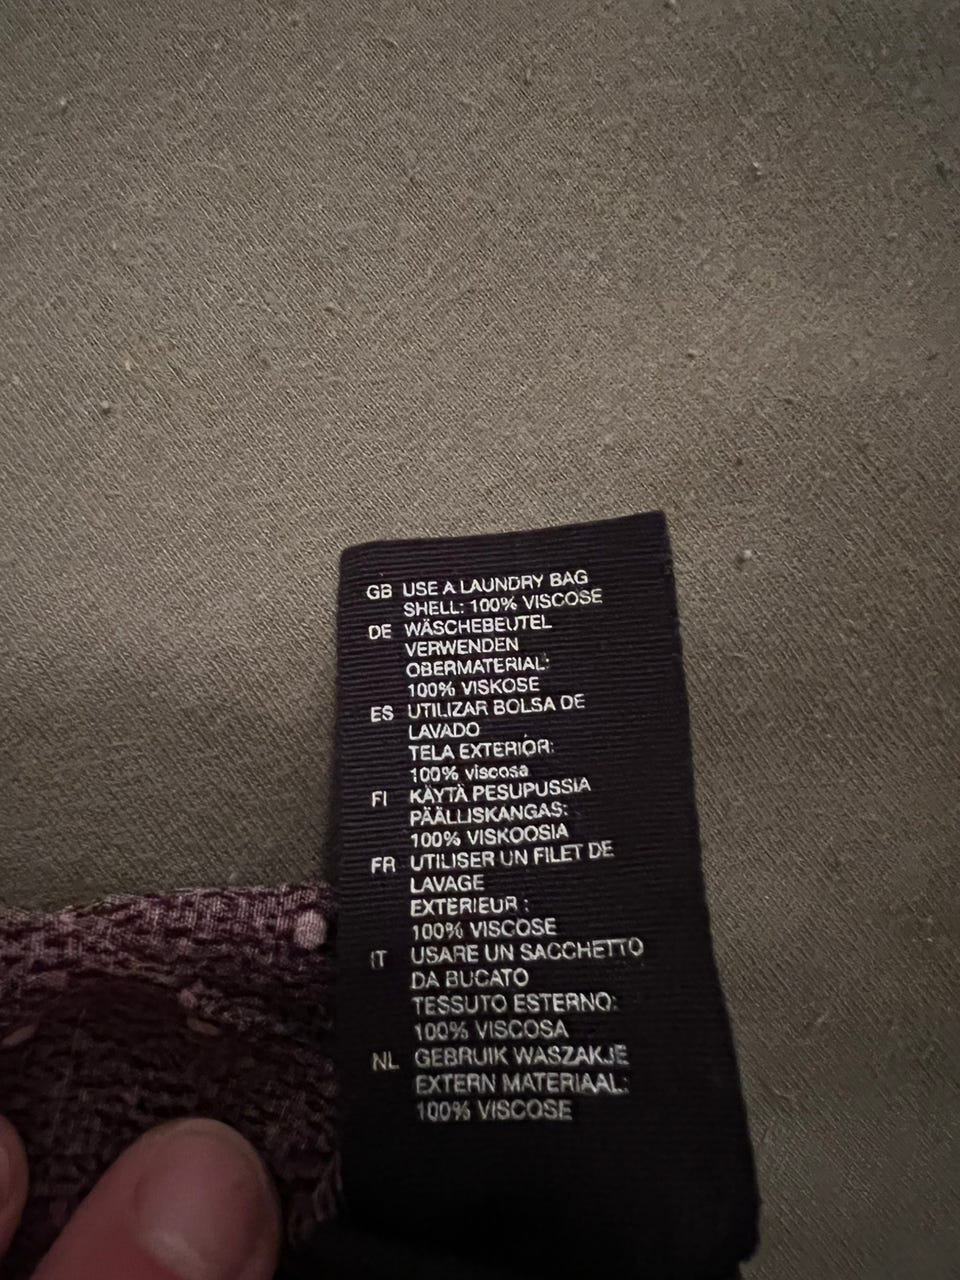 GB USE A LAUNDRY BAG
SHELL: 100% VISCOSE
DE WÄSCHEBEUTEL
VERWENDEN
OBERMATERIAL:
100% VISKOSE
ES UTILIZAR BOLSA DE
LAVADO
TELA EXTERIOR:
100% viscosa
FI KÄYTÄ PESUPUSSIA
PÄÄLLISKANGAS:
100% VISKOOSIA
FR UTILISER UN FILET DE
LAVAGE
EXTERIEUR :
100% VISCOSE
IT USARE UN SACCHETTO
DA BUCATO
TESSUTO ESTERNO:
100% VISCOSA
NL GEBRUIK WASZAKJE
EXTERN MATERIAAL:
100% VISCOSE